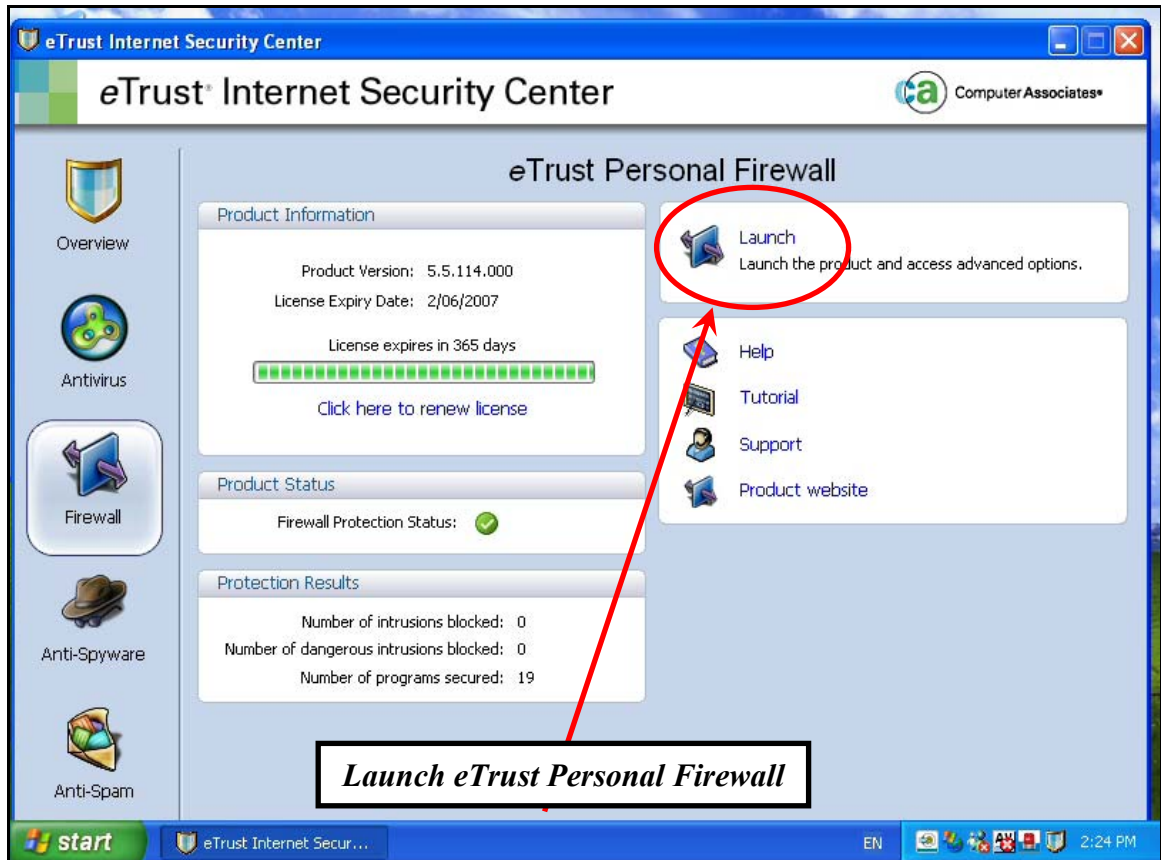 eTrust Internet Security Center
eTrust Internet Security Center
ca Computer Associates
Overview
Antivirus
Firewall
Anti-Spyware
Anti-Spam
eTrust Personal Firewall
Product Information
Product Version: 5.5.114.000
License Expiry Date: 2/06/2007
License expires in 365 days
Click here to renew license
Product Status
Firewall Protection Status:
Protection Results
Number of intrusions blocked: 0
Number of dangerous intrusions blocked: 0
Number of programs secured: 19
Launch
Launch the product and access advanced options.
Help
Tutorial
Support
Product website
Launch eTrust Personal Firewall
start
eTrust Internet Secur...
EN
2:24 PM